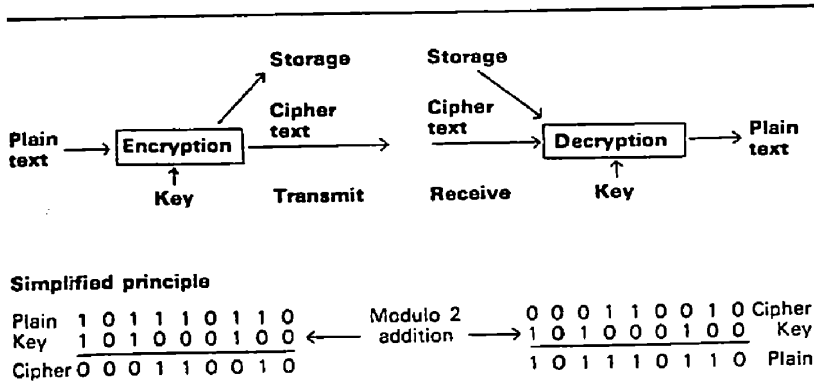 Storage Storage
Cipher text Cipher text
Plain text Encryption Decryption Plain text
Key Transmit Receive Key
Simplified principle
Plain 1 0 1 1 1 0 1 1 0 Modulo 2 addition 0 0 0 1 1 0 0 1 0 Cipher
Key 1 0 1 0 0 0 1 0 0 1 0 1 0 0 0 1 0 0 Key
Cipher 0 0 0 1 1 0 0 1 0 1 0 1 1 1 0 1 1 0 Plain